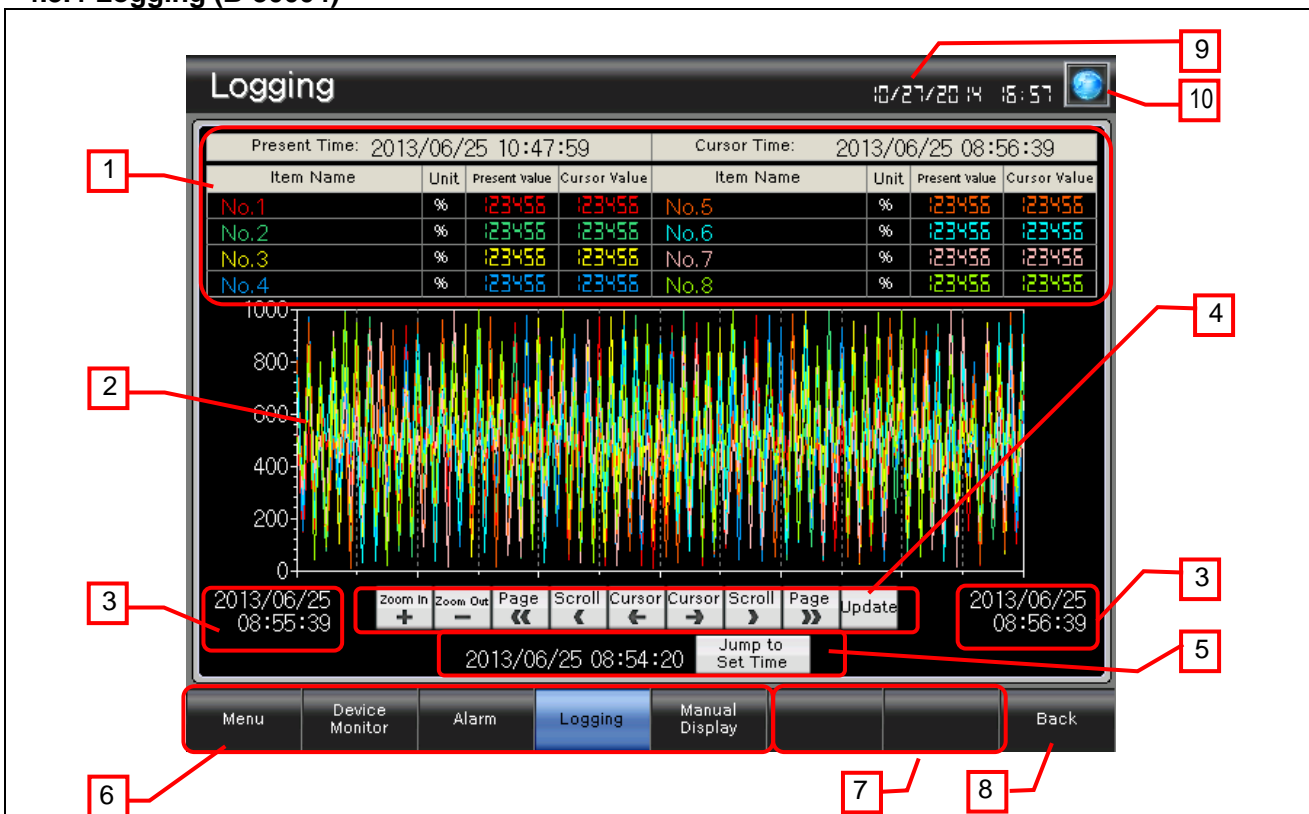 9
Logging
10/27/2014 16:57
10
Present Time: 2013/06/25 10:47:59 Cursor Time: 2013/06/25 08:56:39
1
Item Name Unit Present Value Cursor Value Item Name Unit Present Value Cursor Value
No.1 % 123456 123456 No.5 % 123456 123456
No.2 % 123456 123456 No.6 % 123456 123456
No.3 % 123456 123456 No.7 % 123456 123456
No.4 % 123456 123456 No.8 % 123456 123456
1000
4
800
2
600
400
200
0
3
2013/06/25
08:55:39
Zoom In Zoom Out Page Scroll Cursor Cursor Scroll Page Update
+ − « ‹ ← → › »
2013/06/25
08:56:39
3
2013/06/25 08:54:20 Jump to
Set Time
5
Menu Device
Monitor Alarm Logging Manual
Display Back
6
7
8